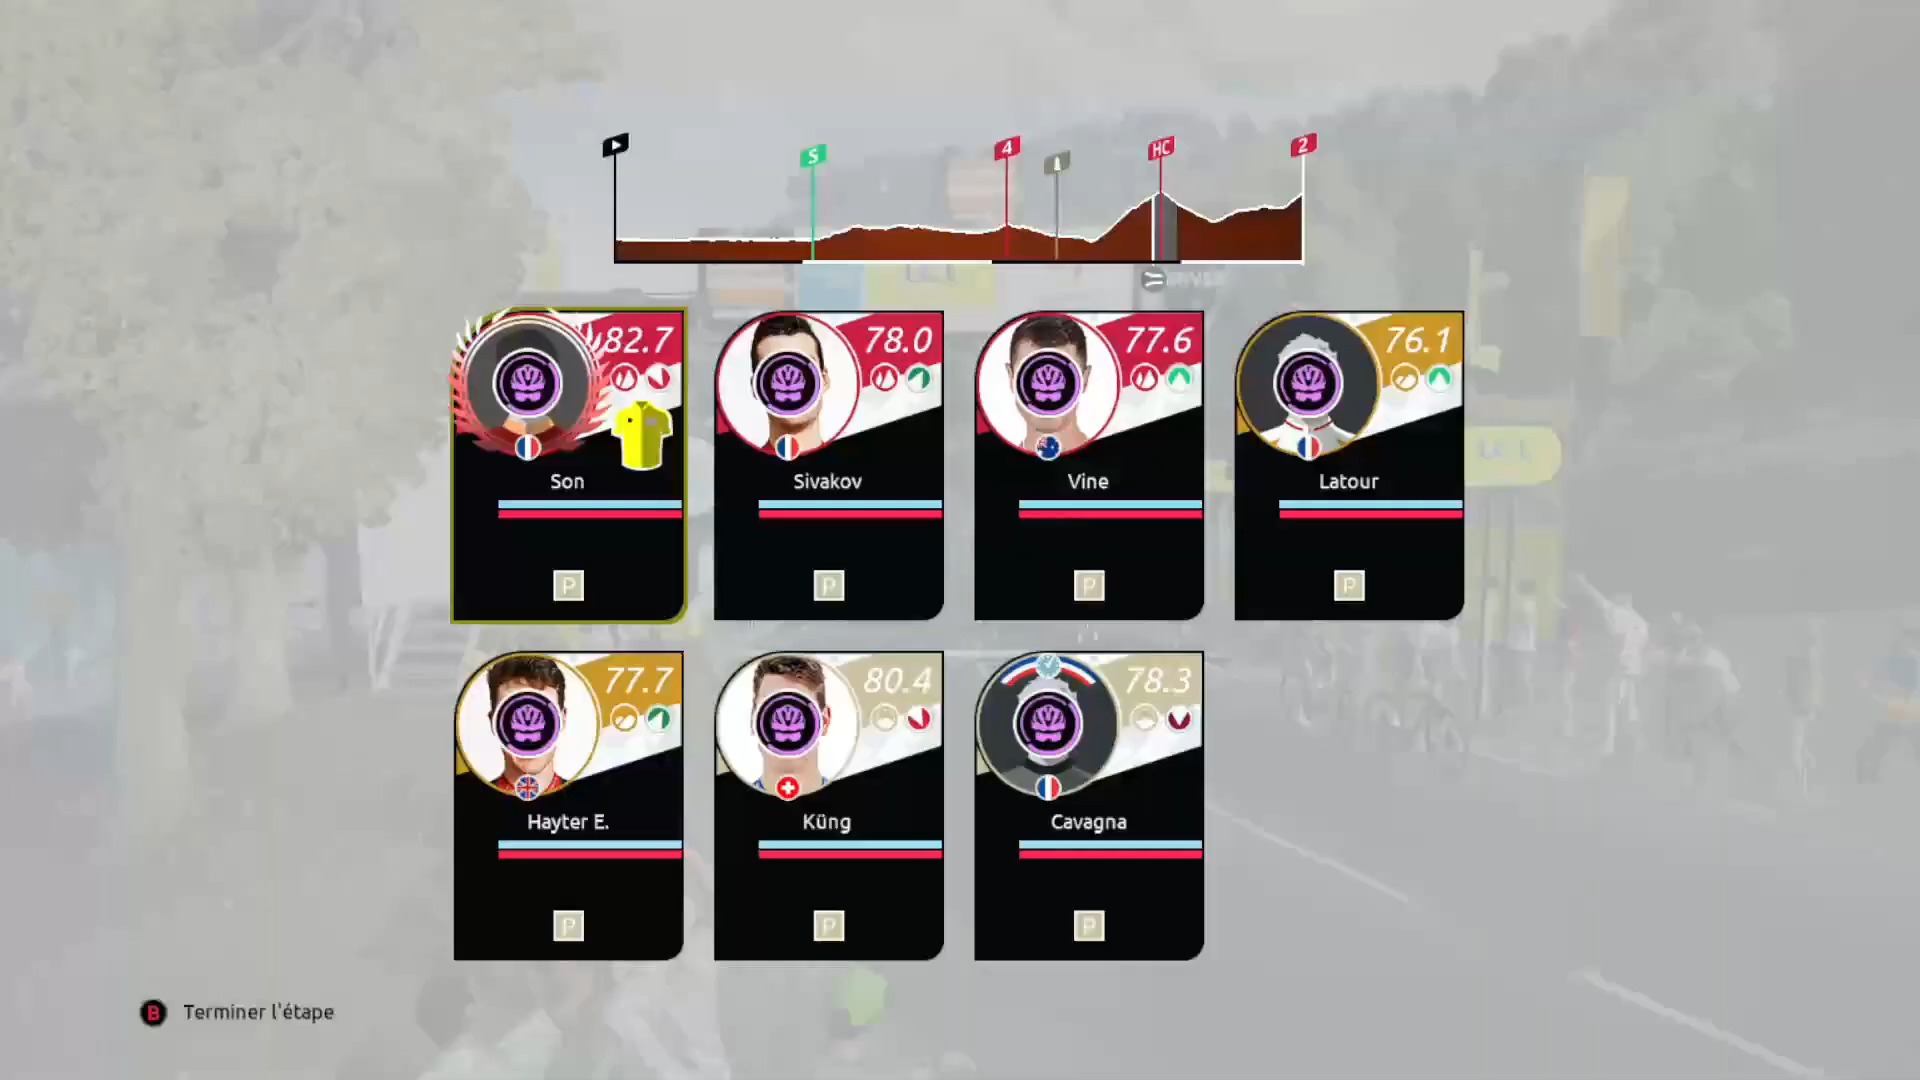 S
4
HC
2
82.7
Son
P
78.0
Sivakov
P
77.6
Vine
P
76.1
Latour
P
77.7
Hayter E.
P
80.4
Küng
P
78.3
Cavagna
P
B Terminer l'étape